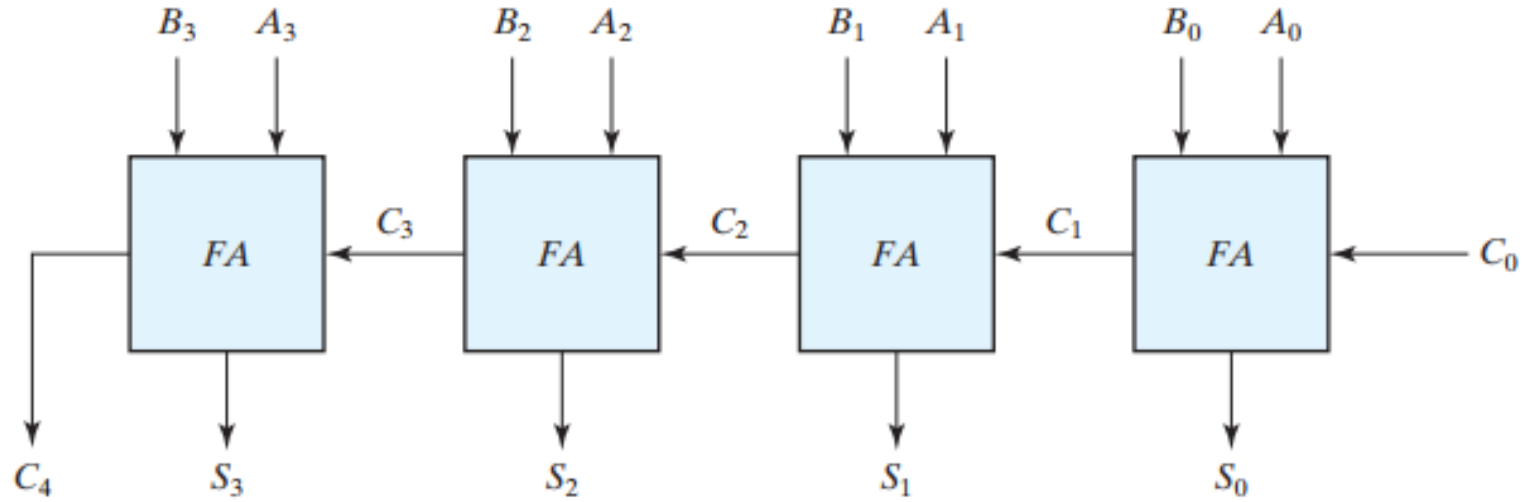 B₃ A₃ B₂ A₂ B₁ A₁ B₀ A₀
FA C₃ FA C₂ FA C₁ FA C₀
C₄ S₃ S₂ S₁ S₀